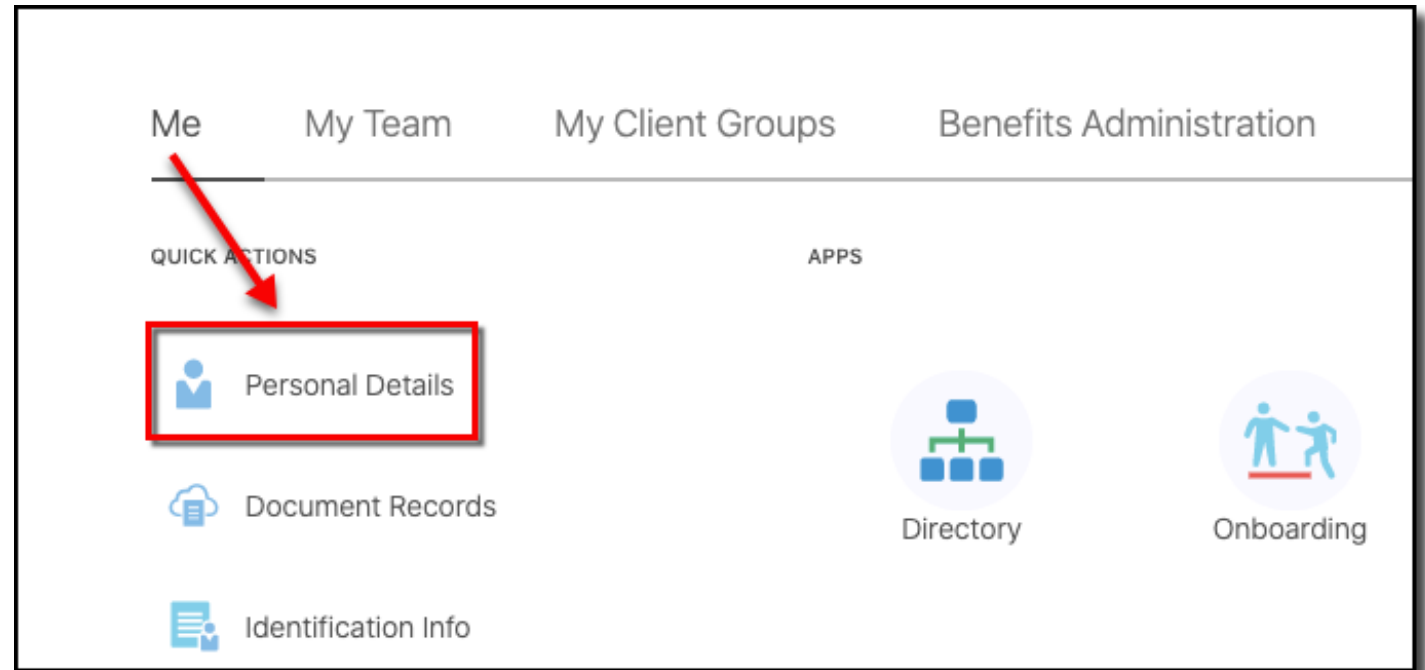 Me My Team My Client Groups Benefits Administration
QUICK ACTIONS
APPS
Personal Details
Document Records
Identification Info
Directory
Onboarding